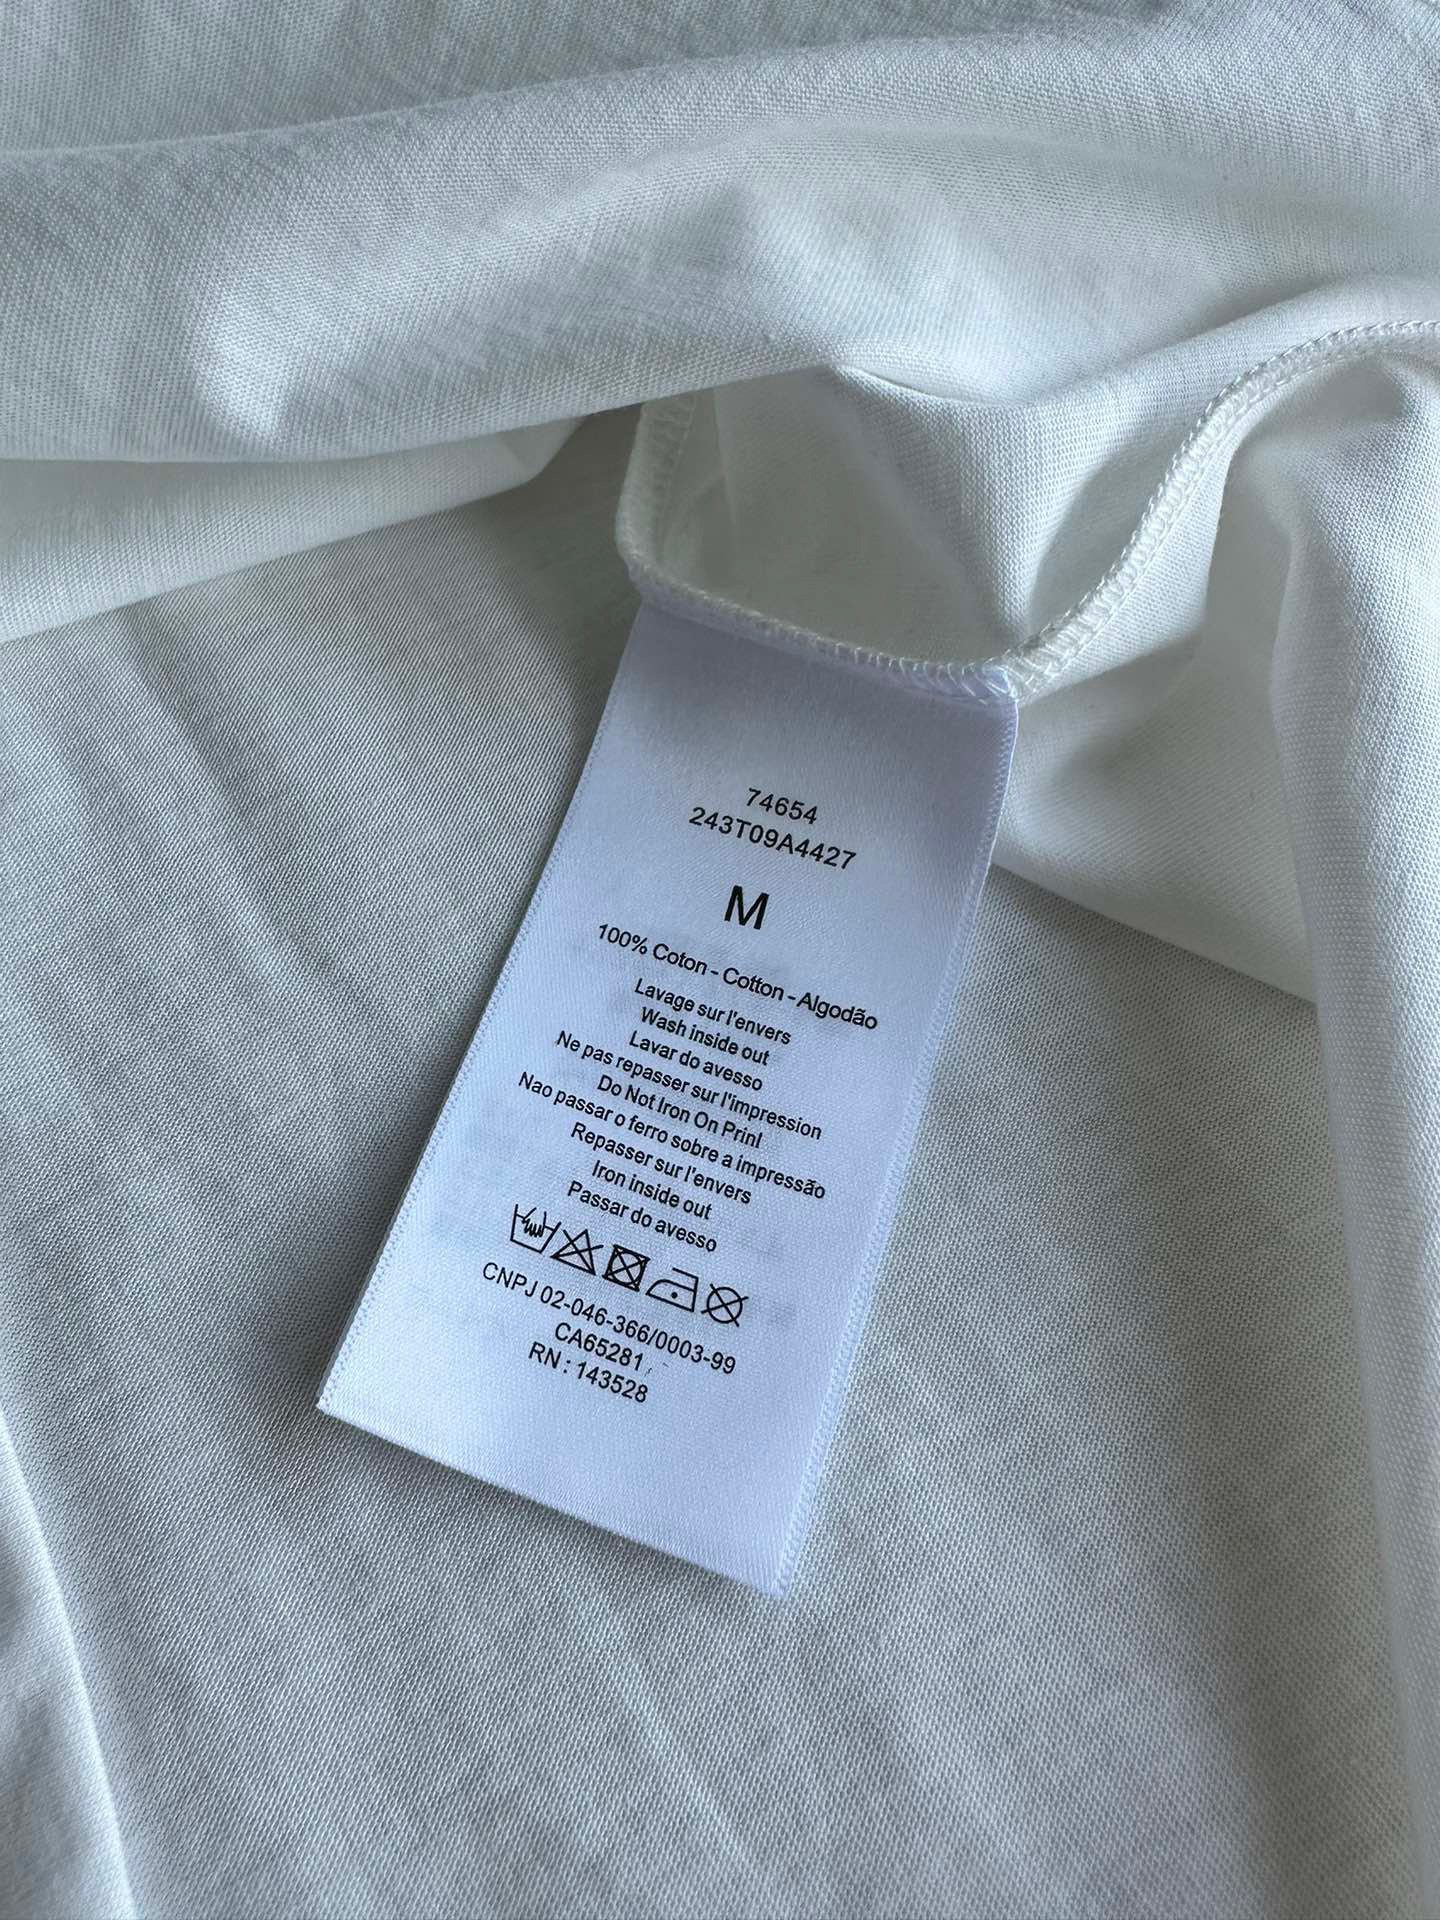 74654
243T09A4427
M
100% Coton - Cotton - Algodão
Lavage sur l'envers
Wash inside out
Lavar do avesso
Ne pas repasser sur l'impression
Do Not Iron On Prinl
Nao passar o ferro sobre a impressão
Repasser sur l'envers
Iron inside out
Passar do avesso
CNPJ 02-046-366/0003-99
CA65281
RN : 143528